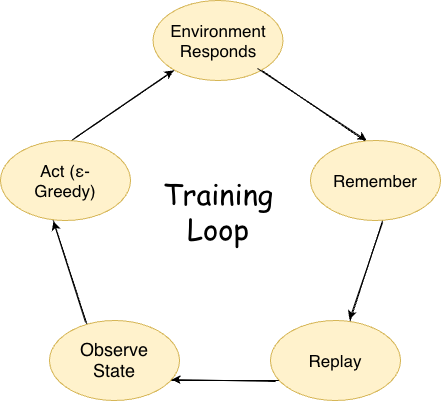 Environment
Responds
Act (ε-
Greedy)
Remember
Training
Loop
Observe
State
Replay